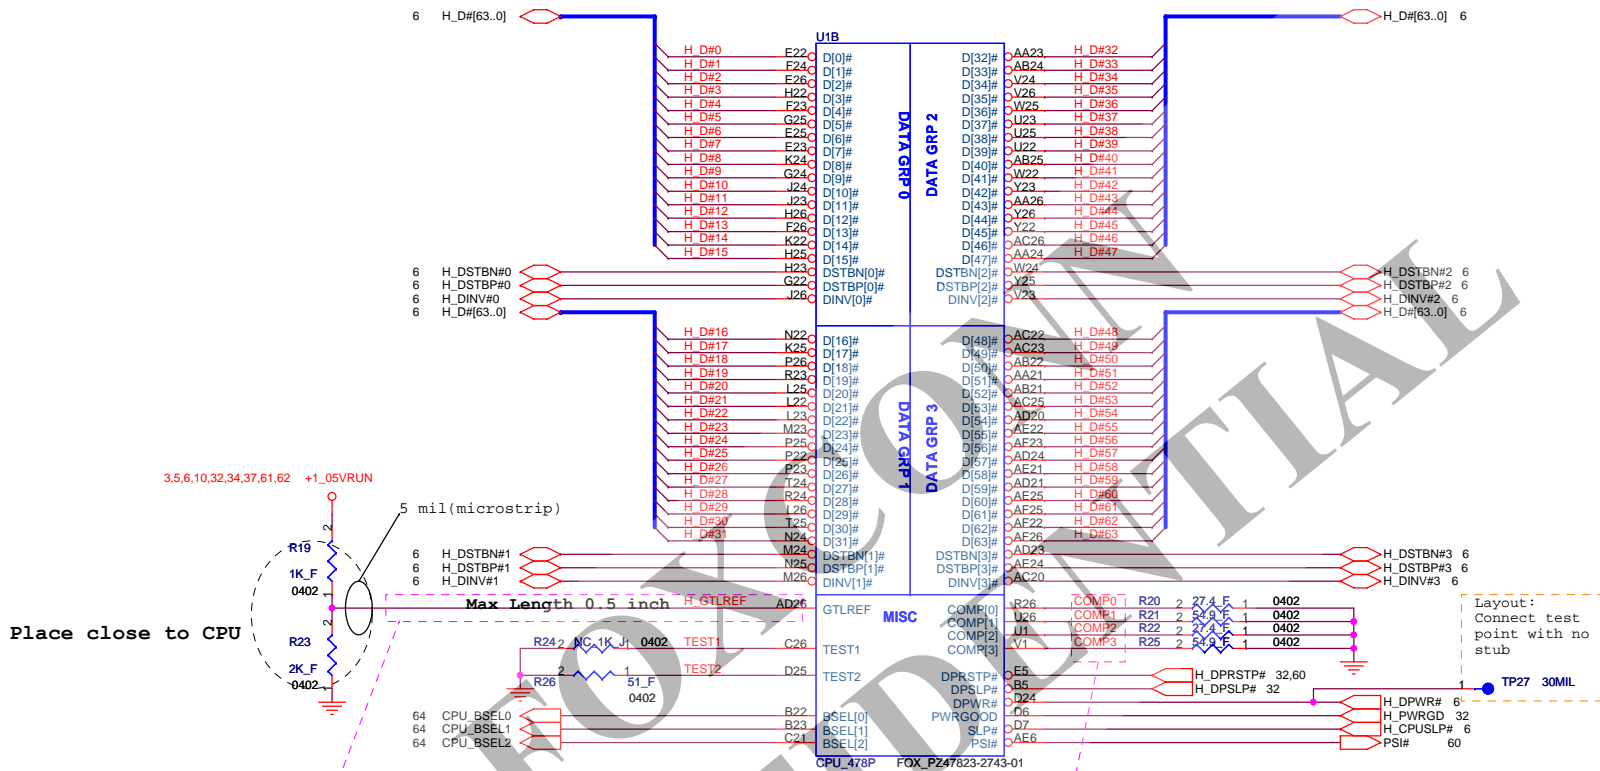 6 H_D#[63..0] H_D#[63..0] 6
U1B
H_D#0 E22 D[0]# D[32]# AA23 H_D#32
H_D#1 F24 D[1]# D[33]# AB24 H_D#33
H_D#2 E26 D[2]# D[34]# V24 H_D#34
H_D#3 H22 D[3]# D[35]# V26 H_D#35
H_D#4 F23 D[4]# D[36]# W25 H_D#36
H_D#5 G25 D[5]# D[37]# U23 H_D#37
H_D#6 E25 D[6]# D[38]# U25 H_D#38
H_D#7 E23 D[7]# D[39]# U22 H_D#39
H_D#8 K24 D[8]# D[40]# AB25 H_D#40
H_D#9 G24 D[9]# D[41]# W22 H_D#41
H_D#10 J24 D[10]# D[42]# Y23 H_D#42
H_D#11 J23 D[11]# D[43]# AA26 H_D#43
H_D#12 H26 D[12]# D[44]# Y26 H_D#44
H_D#13 F26 D[13]# D[45]# Y22 H_D#45
H_D#14 K22 D[14]# D[46]# AC26 H_D#46
H_D#15 H25 D[15]# D[47]# AA24 H_D#47
6 H_DSTBN#0 H23 DSTBN[0]# DSTBN[2]# W24 H_DSTBN#2 6
6 H_DSTBP#0 G22 DSTBP[0]# DSTBP[2]# Y25 H_DSTBP#2 6
6 H_DINV#0 J26 DINV[0]# DINV[2]# V23 H_DINV#2 6
6 H_D#[63..0] H_D#[63..0] 6
DATA GRP 0
DATA GRP 2
H_D#16 N22 D[16]# D[48]# AC22 H_D#48
H_D#17 K25 D[17]# D[49]# AC23 H_D#49
H_D#18 P26 D[18]# D[50]# AB22 H_D#50
H_D#19 R23 D[19]# D[51]# AA21 H_D#51
H_D#20 L25 D[20]# D[52]# AB21 H_D#52
H_D#21 L22 D[21]# D[53]# AC25 H_D#53
H_D#22 L23 D[22]# D[54]# AD20 H_D#54
H_D#23 M23 D[23]# D[55]# AE22 H_D#55
H_D#24 P25 D[24]# D[56]# AF23 H_D#56
H_D#25 P22 D[25]# D[57]# AD24 H_D#57
H_D#26 P23 D[26]# D[58]# AE21 H_D#58
H_D#27 T24 D[27]# D[59]# AD21 H_D#59
H_D#28 R24 D[28]# D[60]# AE25 H_D#60
H_D#29 L26 D[29]# D[61]# AF25 H_D#61
H_D#30 T25 D[30]# D[62]# AF22 H_D#62
H_D#31 N24 D[31]# D[63]# AF26 H_D#63
6 H_DSTBN#1 M24 DSTBN[1]# DSTBN[3]# AD23 H_DSTBN#3 6
6 H_DSTBP#1 N25 DSTBP[1]# DSTBP[3]# AE24 H_DSTBP#3 6
6 H_DINV#1 M26 DINV[1]# DINV[3]# AC20 H_DINV#3 6
DATA GRP 1
DATA GRP 3
3,5,6,10,32,34,37,61,62 +1_05VRUN
5 mil(microstrip)
2
R19
1K_F
0402
1
Place close to CPU
2
R23
2K_F
0402
1
Max Length 0.5 inch H_GTLREF AD26 GTLREF
MISC
COMP[0] R26 COMP0 R20 2 27.4_F 1 0402
COMP[1] U26 COMP1 R21 2 54.9_F 1 0402
COMP[2] U1 COMP2 R22 2 27.4_F 1 0402
COMP[3] V1 COMP3 R25 2 54.9_F 1 0402
Layout:
Connect test
point with no
stub
R24 2 NC_1K_J 1 0402 TEST1 C26 TEST1
R26 2 51_F 1 0402 TEST2 D25 TEST2
DPRSTP# E5 H_DPRSTP# 32,60
DPSLP# B5 H_DPSLP# 32
1 TP27 30MIL
DPWR# D24 H_DPWR# 6
64 CPU_BSEL0 B22 BSEL[0] PWRGOOD D6 H_PWRGD 32
64 CPU_BSEL1 B23 BSEL[1] SLP# D7 H_CPUSLP# 6
64 CPU_BSEL2 C21 BSEL[2] PSI# AE6 PSI# 60
CPU_478P FOX_PZ47823-2743-01
FOXCONN
IDENTIAL